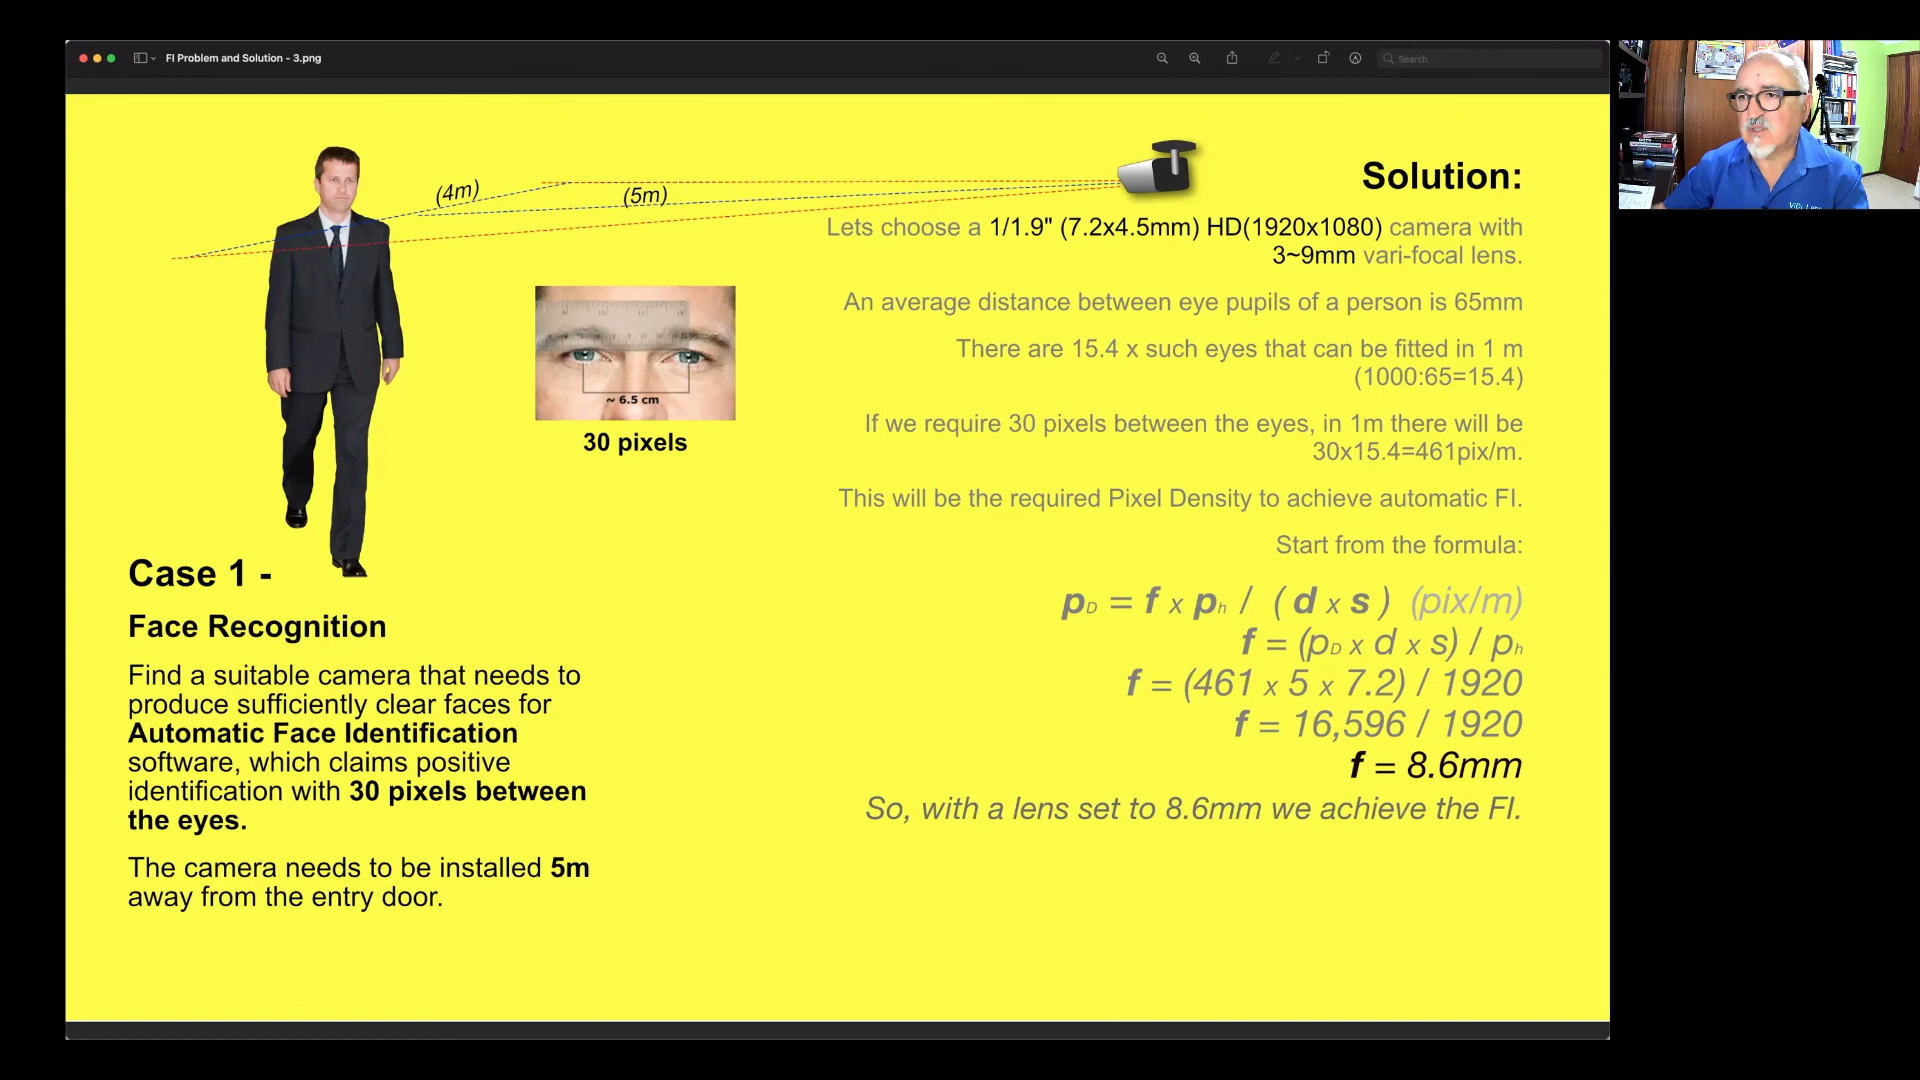 FI Problem and Solution - 3.png
Search
(4m)
(5m)
~ 6.5 cm
30 pixels
Case 1 -
Face Recognition
Find a suitable camera that needs to
produce sufficiently clear faces for
Automatic Face Identification
software, which claims positive
identification with 30 pixels between
the eyes.
The camera needs to be installed 5m
away from the entry door.
Solution:
Lets choose a 1/1.9" (7.2x4.5mm) HD(1920x1080) camera with
3~9mm vari-focal lens.
An average distance between eye pupils of a person is 65mm
There are 15.4 x such eyes that can be fitted in 1 m
(1000:65=15.4)
If we require 30 pixels between the eyes, in 1m there will be
30x15.4=461pix/m.
This will be the required Pixel Density to achieve automatic FI.
Start from the formula:
pD = f x ph / ( d x s ) (pix/m)
f = (pD x d x s) / ph
f = (461 x 5 x 7.2) / 1920
f = 16,596 / 1920
f = 8.6mm
So, with a lens set to 8.6mm we achieve the FI.